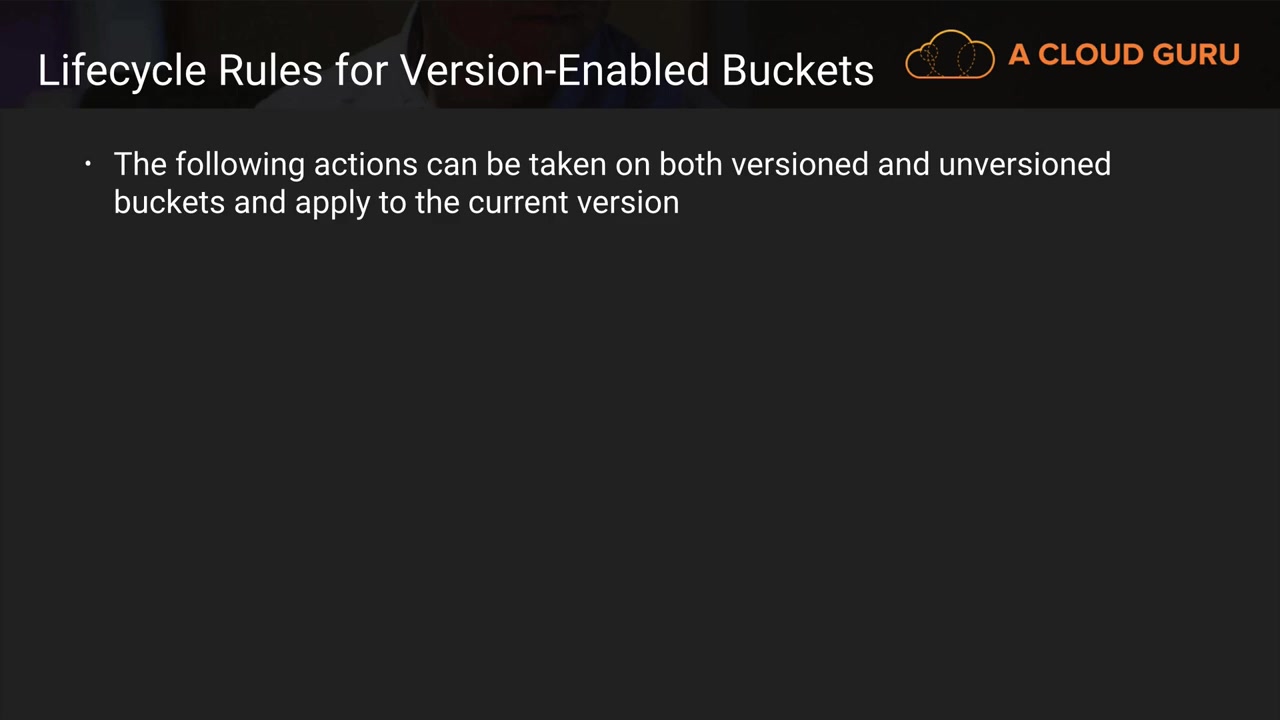 Lifecycle Rules for Version-Enabled Buckets
A CLOUD GURU
· The following actions can be taken on both versioned and unversioned
buckets and apply to the current version